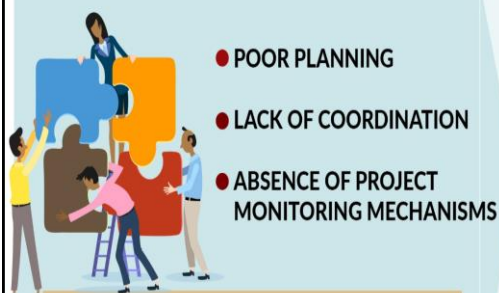 POOR PLANNING
LACK OF COORDINATION
ABSENCE OF PROJECT
MONITORING MECHANISMS